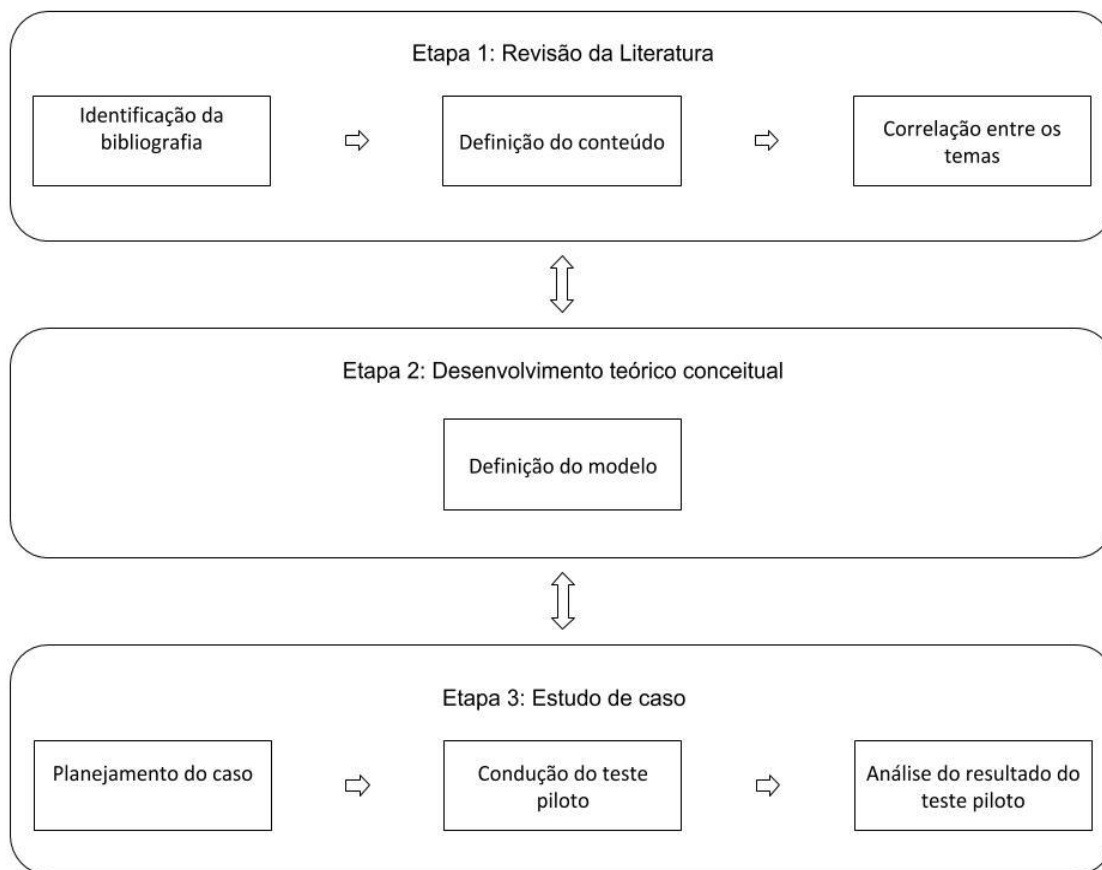 Etapa 1: Revisão da Literatura
Identificação da
bibliografia
Definição do conteúdo
Correlação entre os
temas
Etapa 2: Desenvolvimento teórico conceitual
Definição do modelo
Etapa 3: Estudo de caso
Planejamento do caso
Condução do teste
piloto
Análise do resultado do
teste piloto